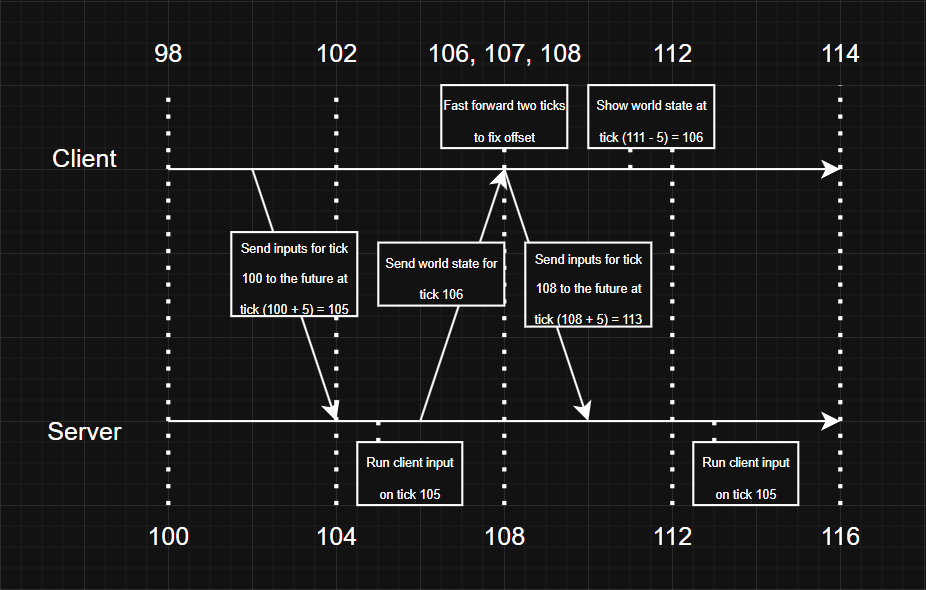 98
102
106, 107, 108
112
114
Fast forward two ticks
to fix offset
Show world state at
tick (111 - 5) = 106
Client
Send inputs for tick
100 to the future at
tick (100 + 5) = 105
Send world state for
tick 106
Send inputs for tick
108 to the future at
tick (108 + 5) = 113
Server
Run client input
on tick 105
Run client input
on tick 105
100
104
108
112
116